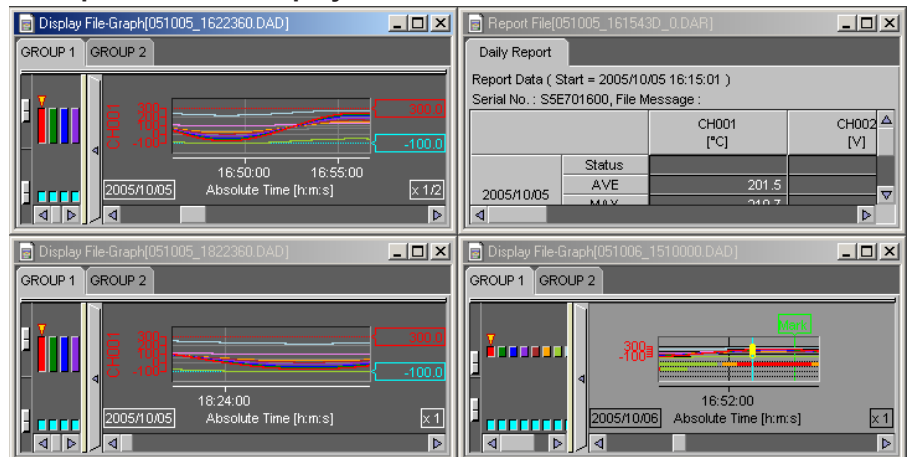 Display File-Graph[051005_1622360.DAD]
GROUP 1 GROUP 2
CH001
300.0
-100.0
16:50:00 16:55:00
2005/10/05 Absolute Time [h:m:s] x 1/2
Report File[051005_161543D_0.DAR]
Daily Report
Report Data ( Start = 2005/10/05 16:15:01 )
Serial No. : S5E701600, File Message :
CH001 CH002
[°C] [V]
Status
2005/10/05 AVE 201.5
Display File-Graph[051005_1822360.DAD]
GROUP 1 GROUP 2
CH001
300.0
-100.0
18:24:00
2005/10/05 Absolute Time [h:m:s] x 1
Display File-Graph[051006_1510000.DAD]
GROUP 1 GROUP 2
300
-100
16:52:00
2005/10/06 Absolute Time [h:m:s] x 1